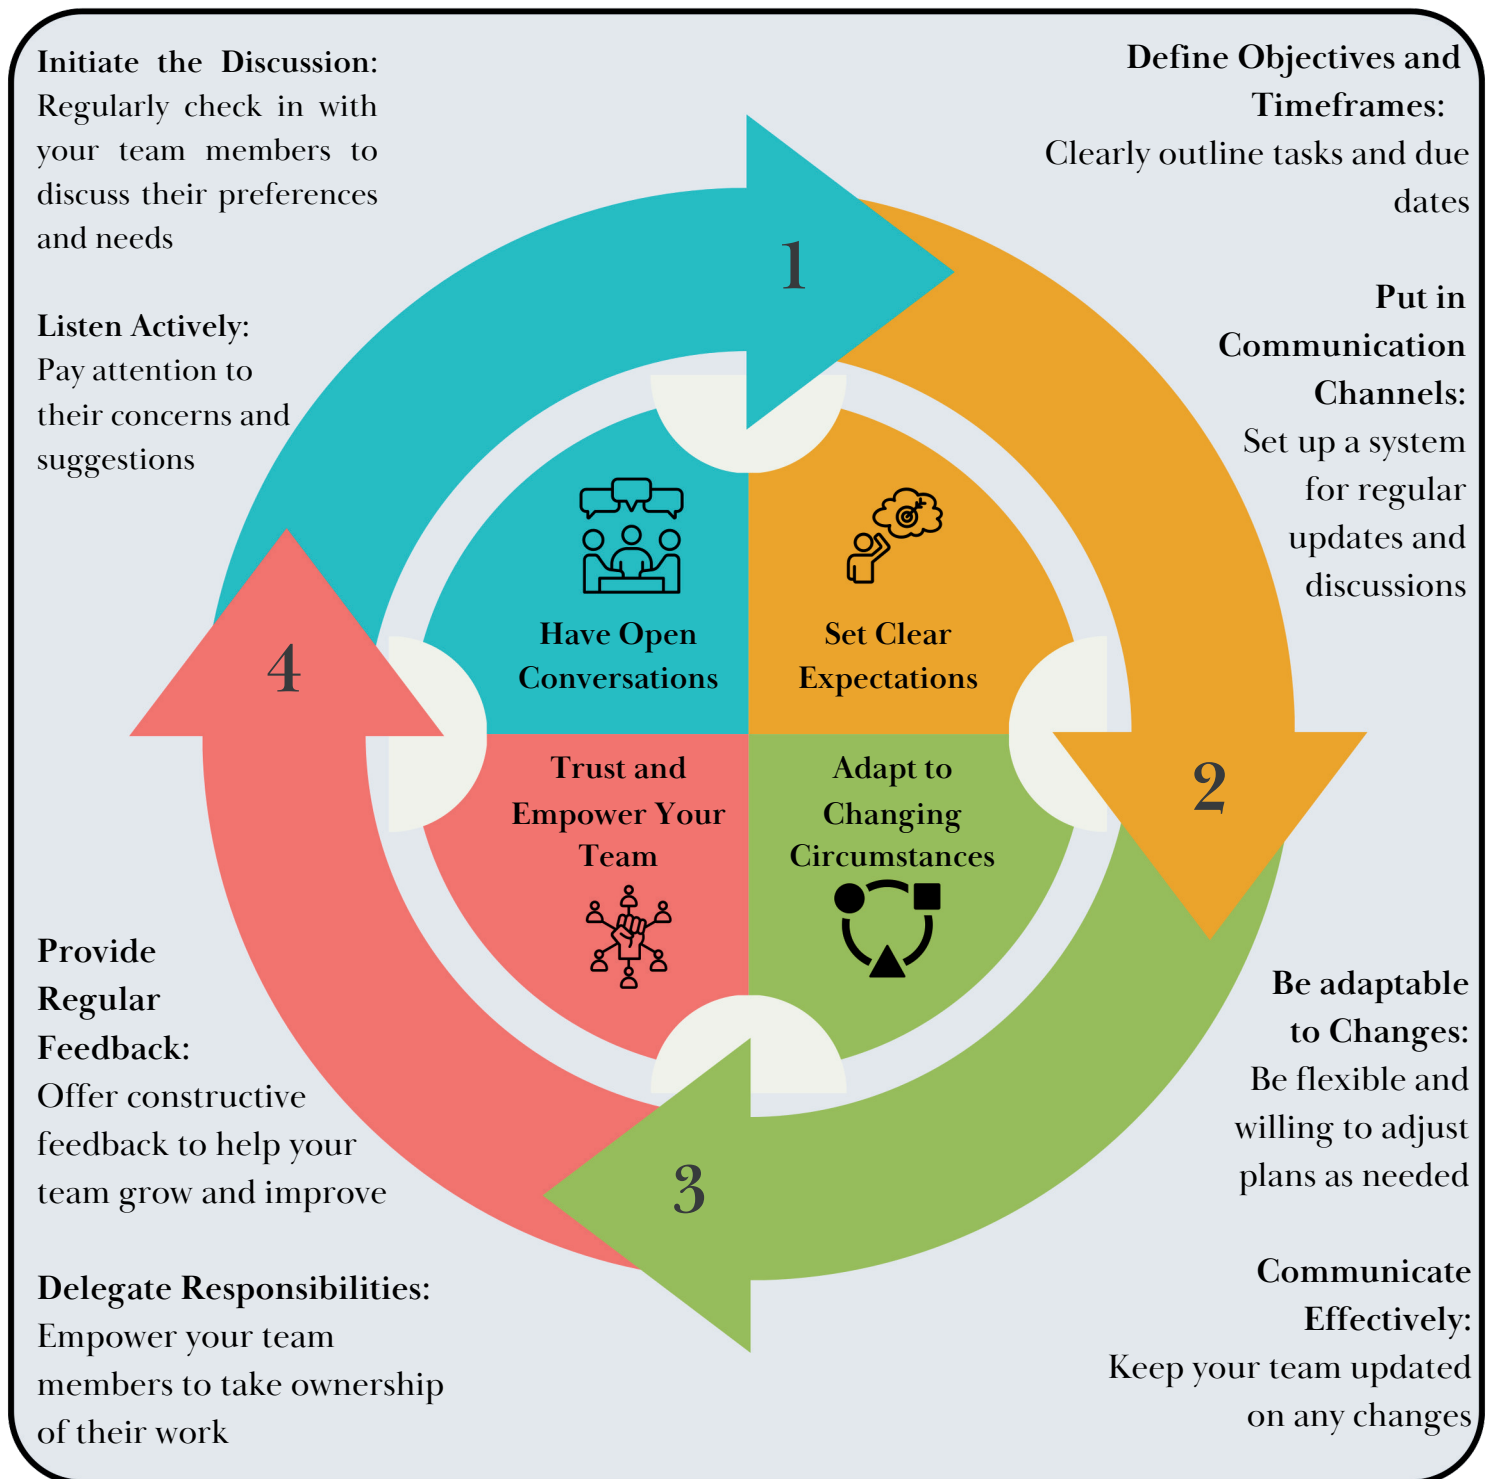 Initiate the Discussion:
Regularly check in with
your team members to
discuss their preferences
and needs
Listen Actively:
Pay attention to
their concerns and
suggestions
Define Objectives and
Timeframes:
Clearly outline tasks and due
dates
Put in
Communication
Channels:
Set up a system
for regular
updates and
discussions
1
2
3
4
Have Open
Conversations
Set Clear
Expectations
Trust and
Empower Your
Team
Adapt to
Changing
Circumstances
Provide
Regular
Feedback:
Offer constructive
feedback to help your
team grow and improve
Delegate Responsibilities:
Empower your team
members to take ownership
of their work
Be adaptable
to Changes:
Be flexible and
willing to adjust
plans as needed
Communicate
Effectively:
Keep your team updated
on any changes